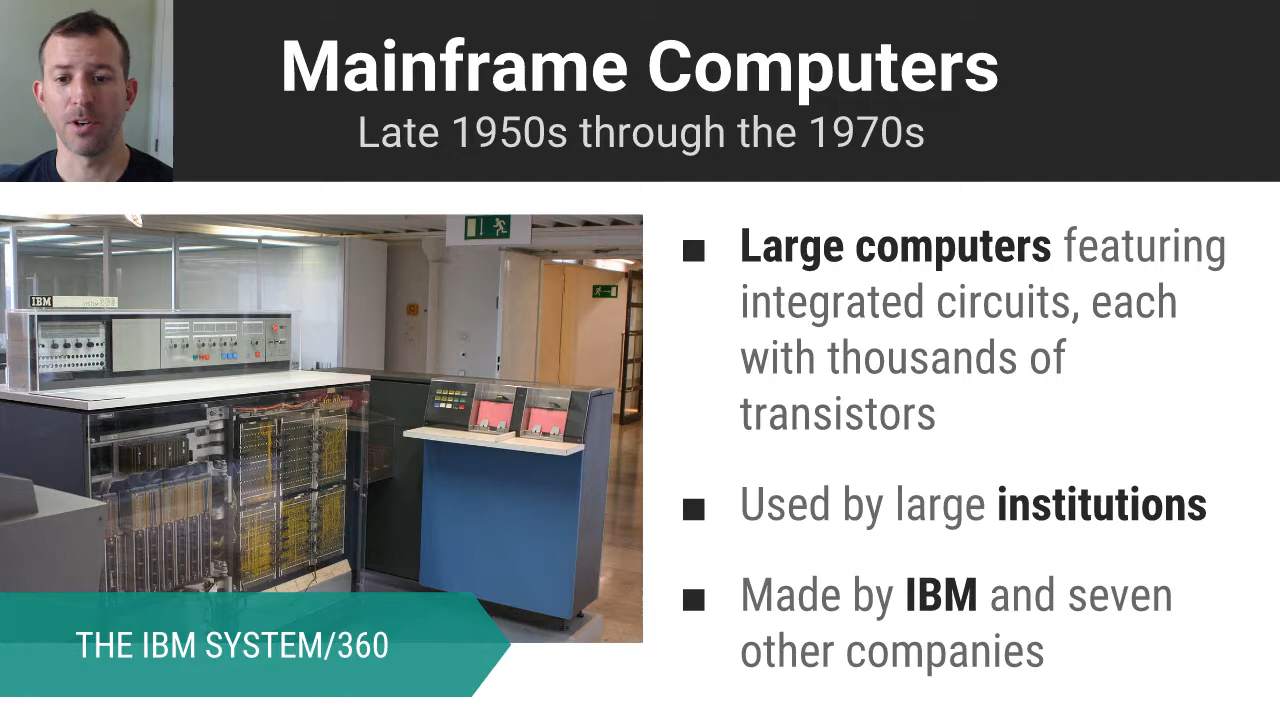 Mainframe Computers
Late 1950s through the 1970s
IBM
■ Large computers featuring
integrated circuits, each
with thousands of
transistors
■ Used by large institutions
■ Made by IBM and seven
other companies
THE IBM SYSTEM/360